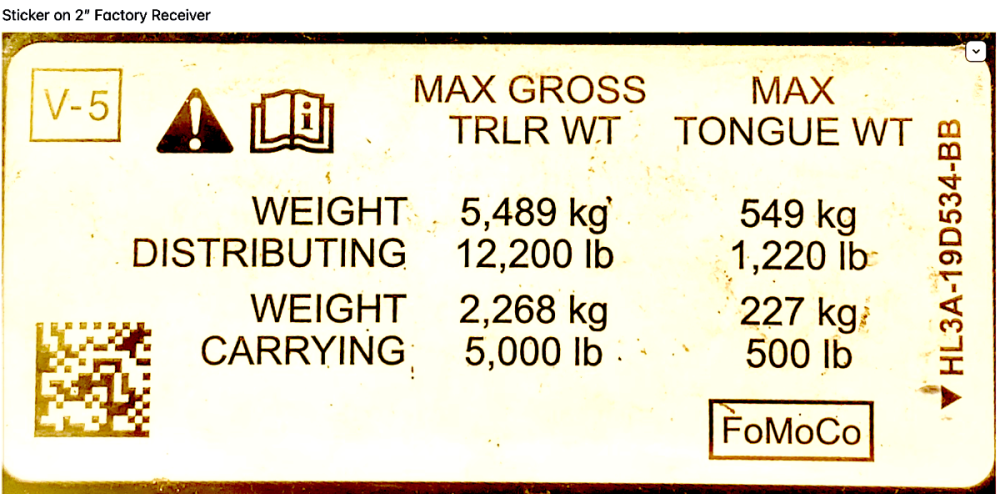 Sticker on 2" Factory Receiver
V-5
MAX GROSS TRLR WT
MAX TONGUE WT
WEIGHT DISTRIBUTING 5,489 kg 549 kg
12,200 lb 1,220 lb
WEIGHT CARRYING 2,268 kg 227 kg
5,000 lb 500 lb
HL3A-19D534-BB
FoMoCo